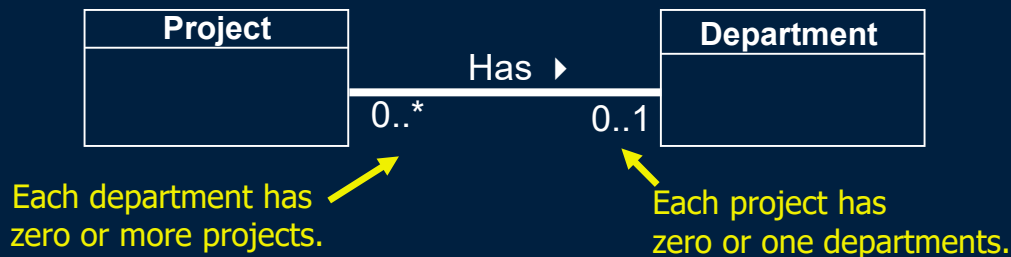 Project
Department
Has
0..*
0..1
Each department has
zero or more projects.
Each project has
zero or one departments.